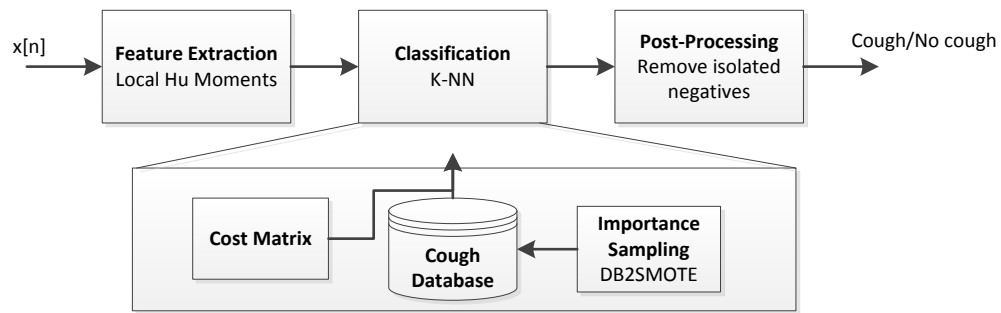 x[n]
Feature Extraction
Local Hu Moments
Classification
K-NN
Post-Processing
Remove isolated
negatives
Cough/No cough
Cost Matrix
Cough
Database
Importance
Sampling
DB2SMOTE